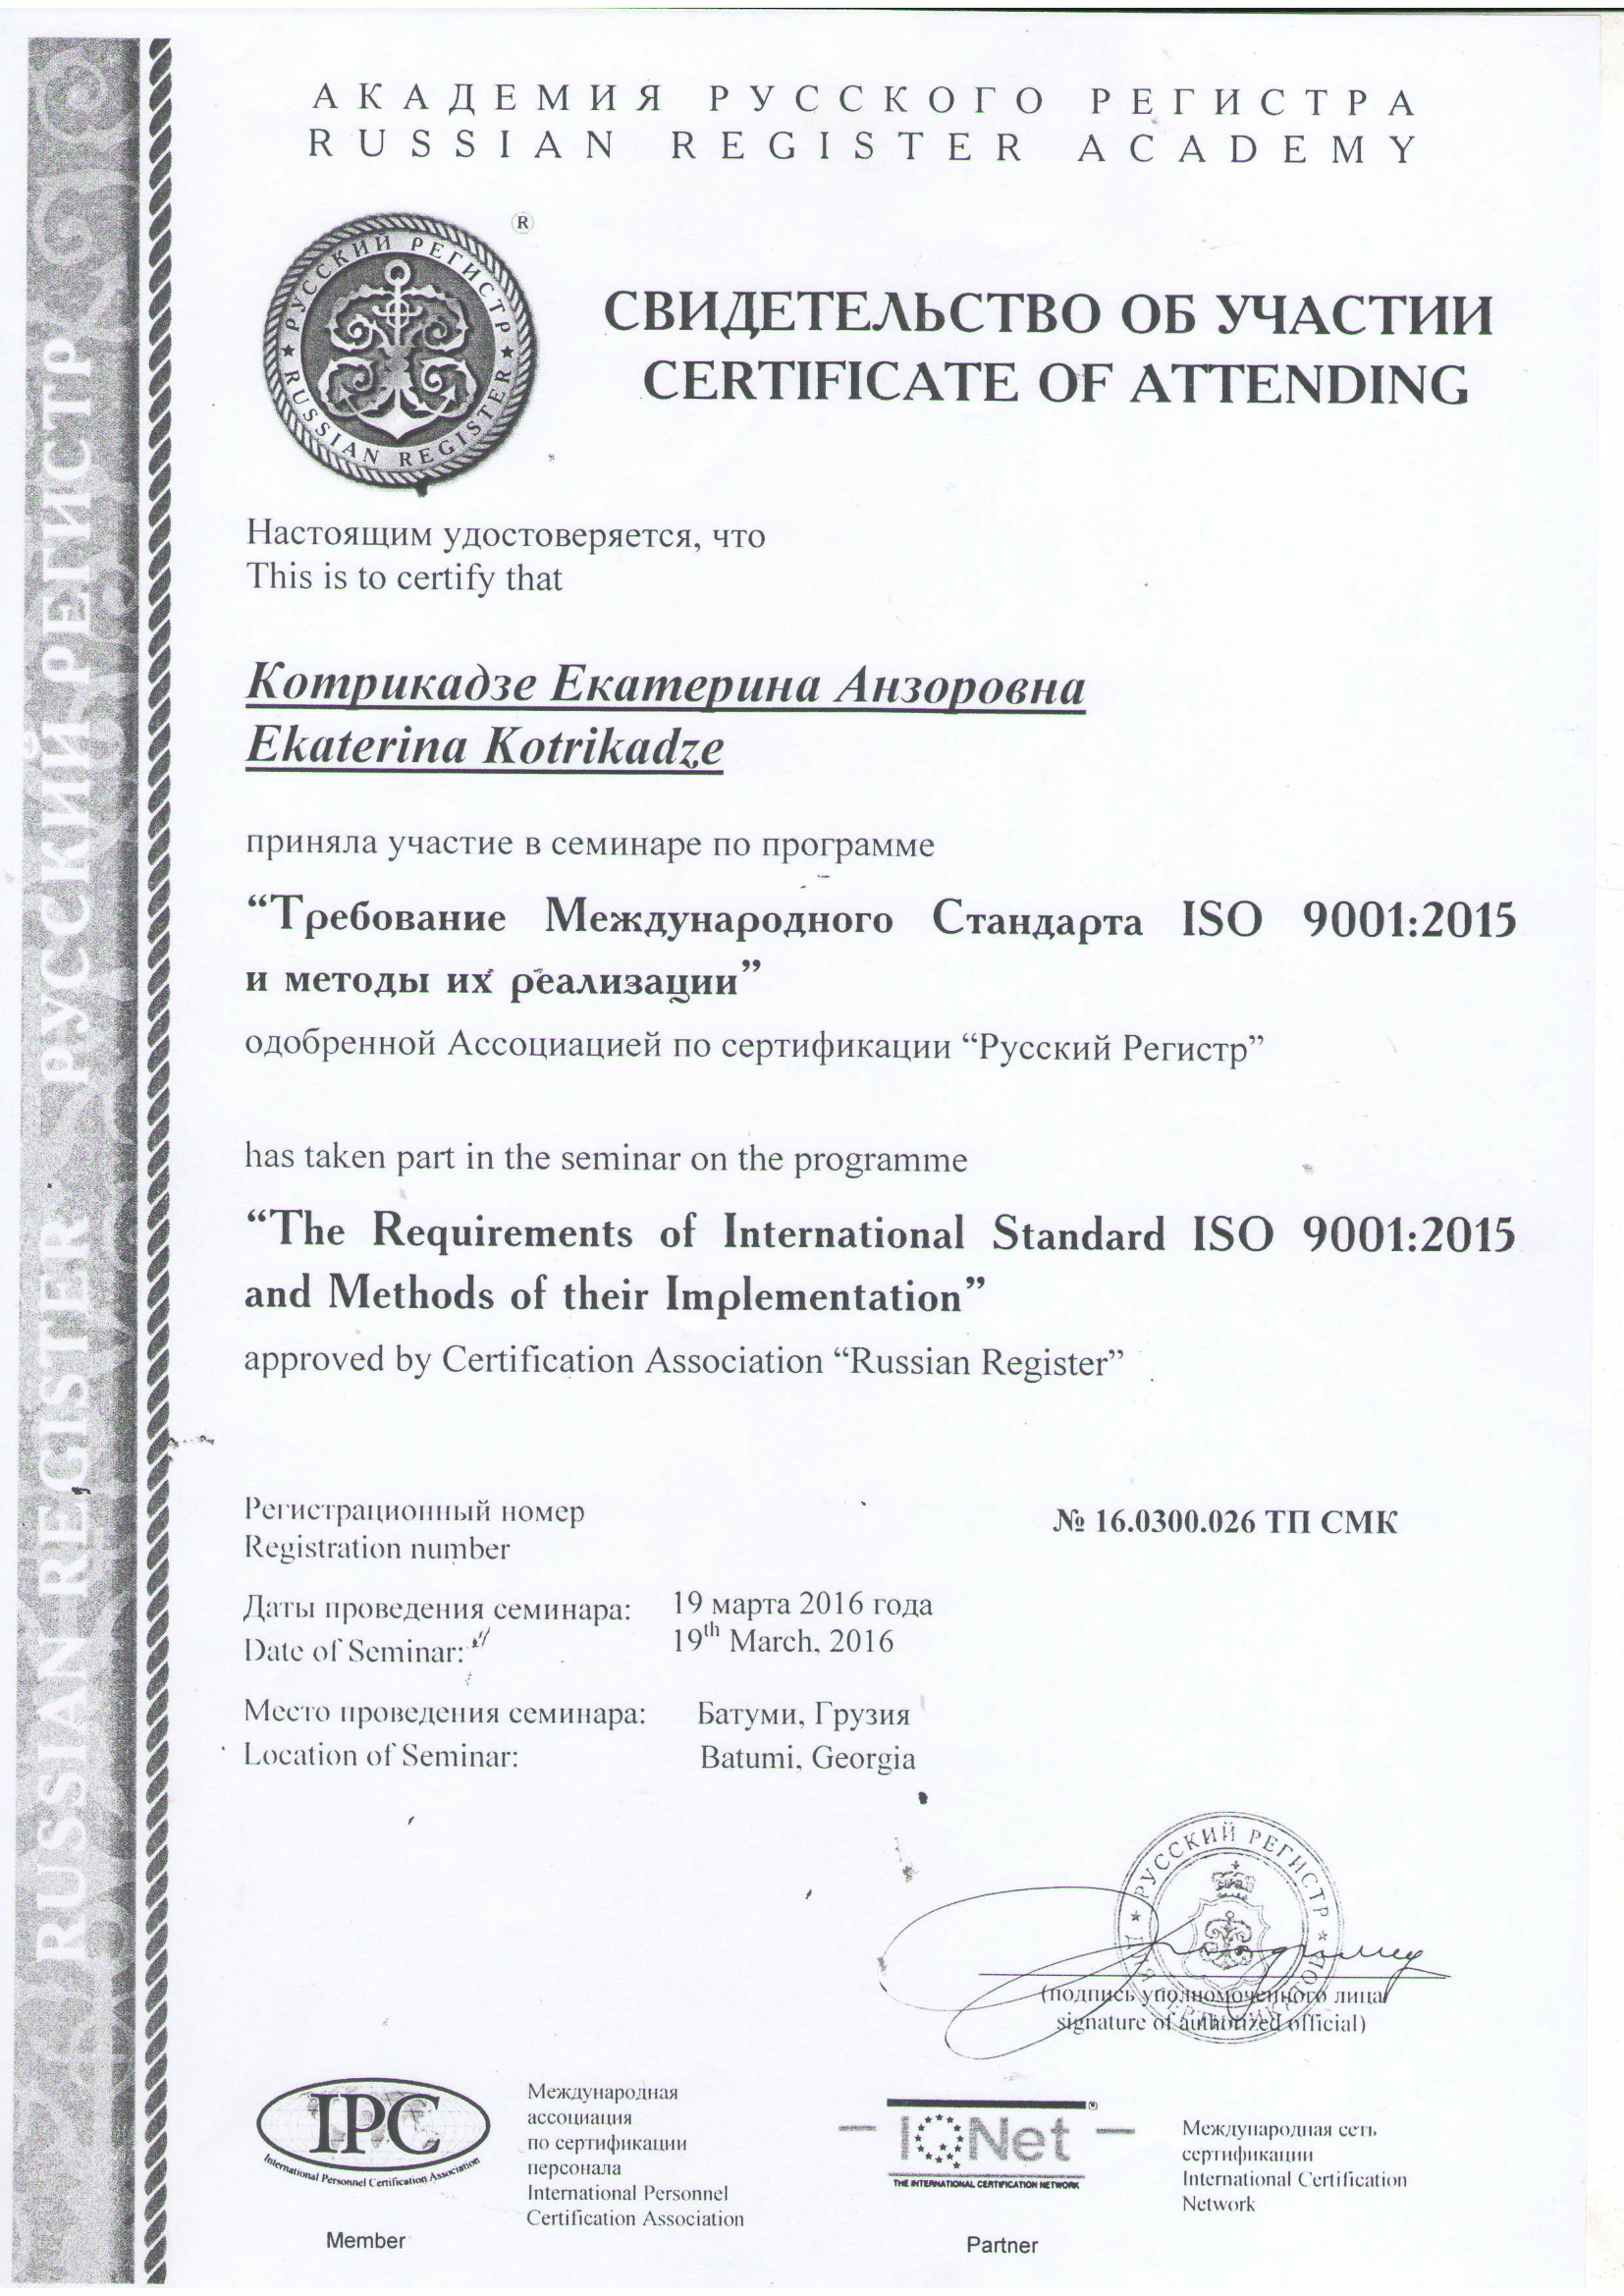 АКАДЕМИЯ РУССКОГО РЕГИСТРА
RUSSIAN REGISTER ACADEMY
РУССКИЙ РЕГИСТР
RUSSIAN REGISTER
®
СВИДЕТЕЛЬСТВО ОБ УЧАСТИИ
CERTIFICATE OF ATTENDING
Настоящим удостоверяется, что
This is to certify that
Котрикадзе Екатерина Анзоровна
Ekaterina Kotrikadze
приняла участие в семинаре по программе
“Требование Международного Стандарта ISO 9001:2015
и методы их реализации”
одобренной Ассоциацией по сертификации “Русский Регистр”
has taken part in the seminar on the programme
“The Requirements of International Standard ISO 9001:2015
and Methods of their Implementation”
approved by Certification Association “Russian Register”
Регистрационный номер
Registration number
№ 16.0300.026 ТП СМК
Даты проведения семинара: 19 марта 2016 года
Date of Seminar: 19th March, 2016
Место проведения семинара: Батуми, Грузия
Location of Seminar: Batumi, Georgia
РУССКИЙ РЕГИСТР
(подпись уполномоченного лица
signature of authorized official)
IPC
International Personnel Certification Association
Member
Международная
ассоциация
по сертификации
персонала
International Personnel
Certification Association
IQNet ®
THE INTERNATIONAL CERTIFICATION NETWORK
Partner
Международная сеть
сертификации
International Certification
Network
RUSSIAN REGISTER РУССКИЙ РЕГИСТР